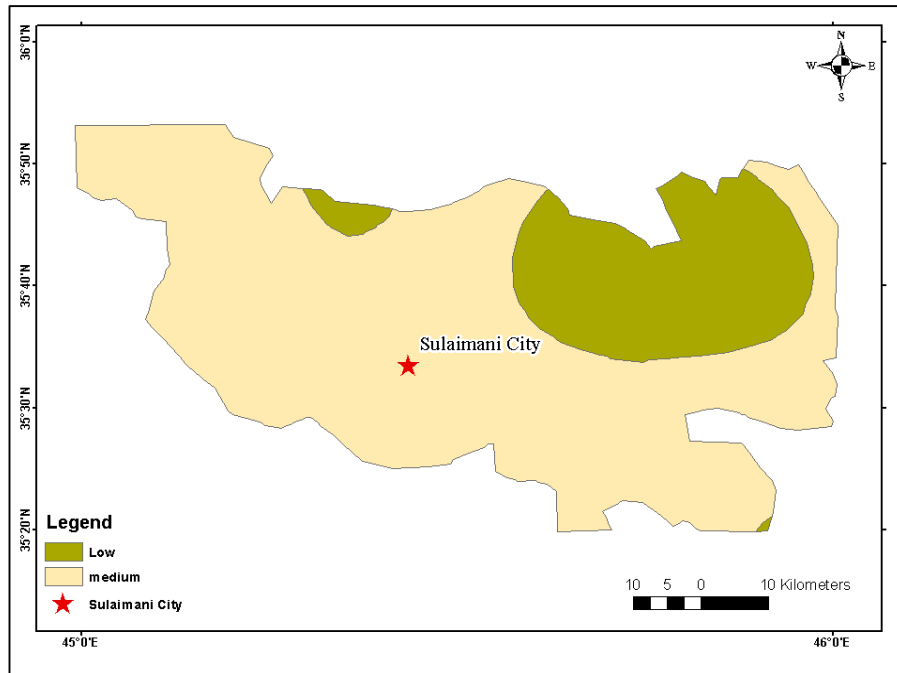 N
W E
S
36°0'N
35°50'N
35°40'N
35°30'N
35°20'N
Sulaimani City
Legend
Low
medium
Sulaimani City
10 5 0 10 Kilometers
45°0'E 46°0'E